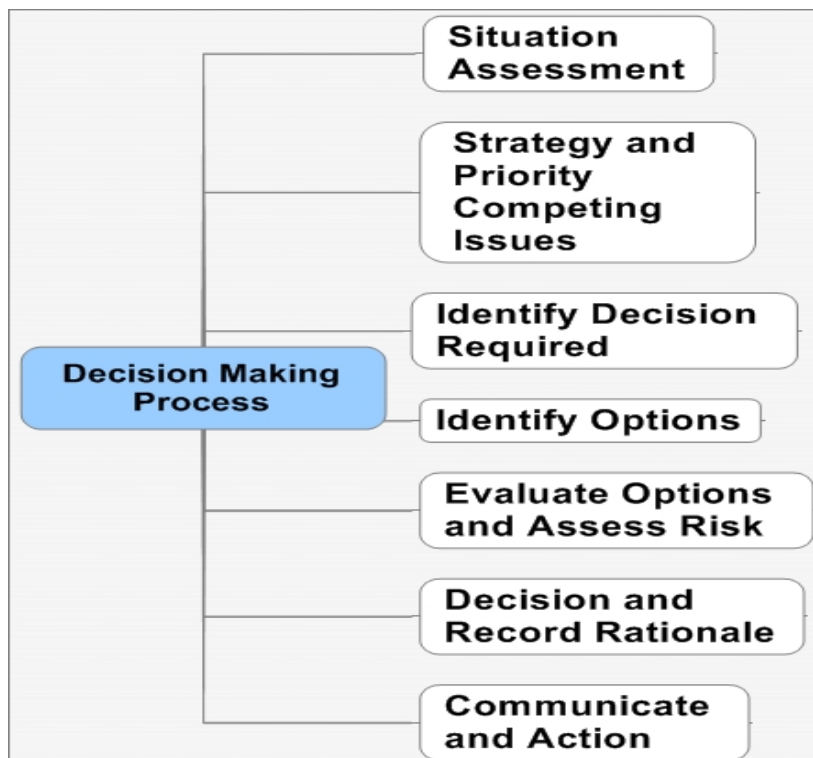 Situation
Assessment
Strategy and
Priority
Competing
Issues
Identify Decision
Required
Decision Making
Process
Identify Options
Evaluate Options
and Assess Risk
Decision and
Record Rationale
Communicate
and Action